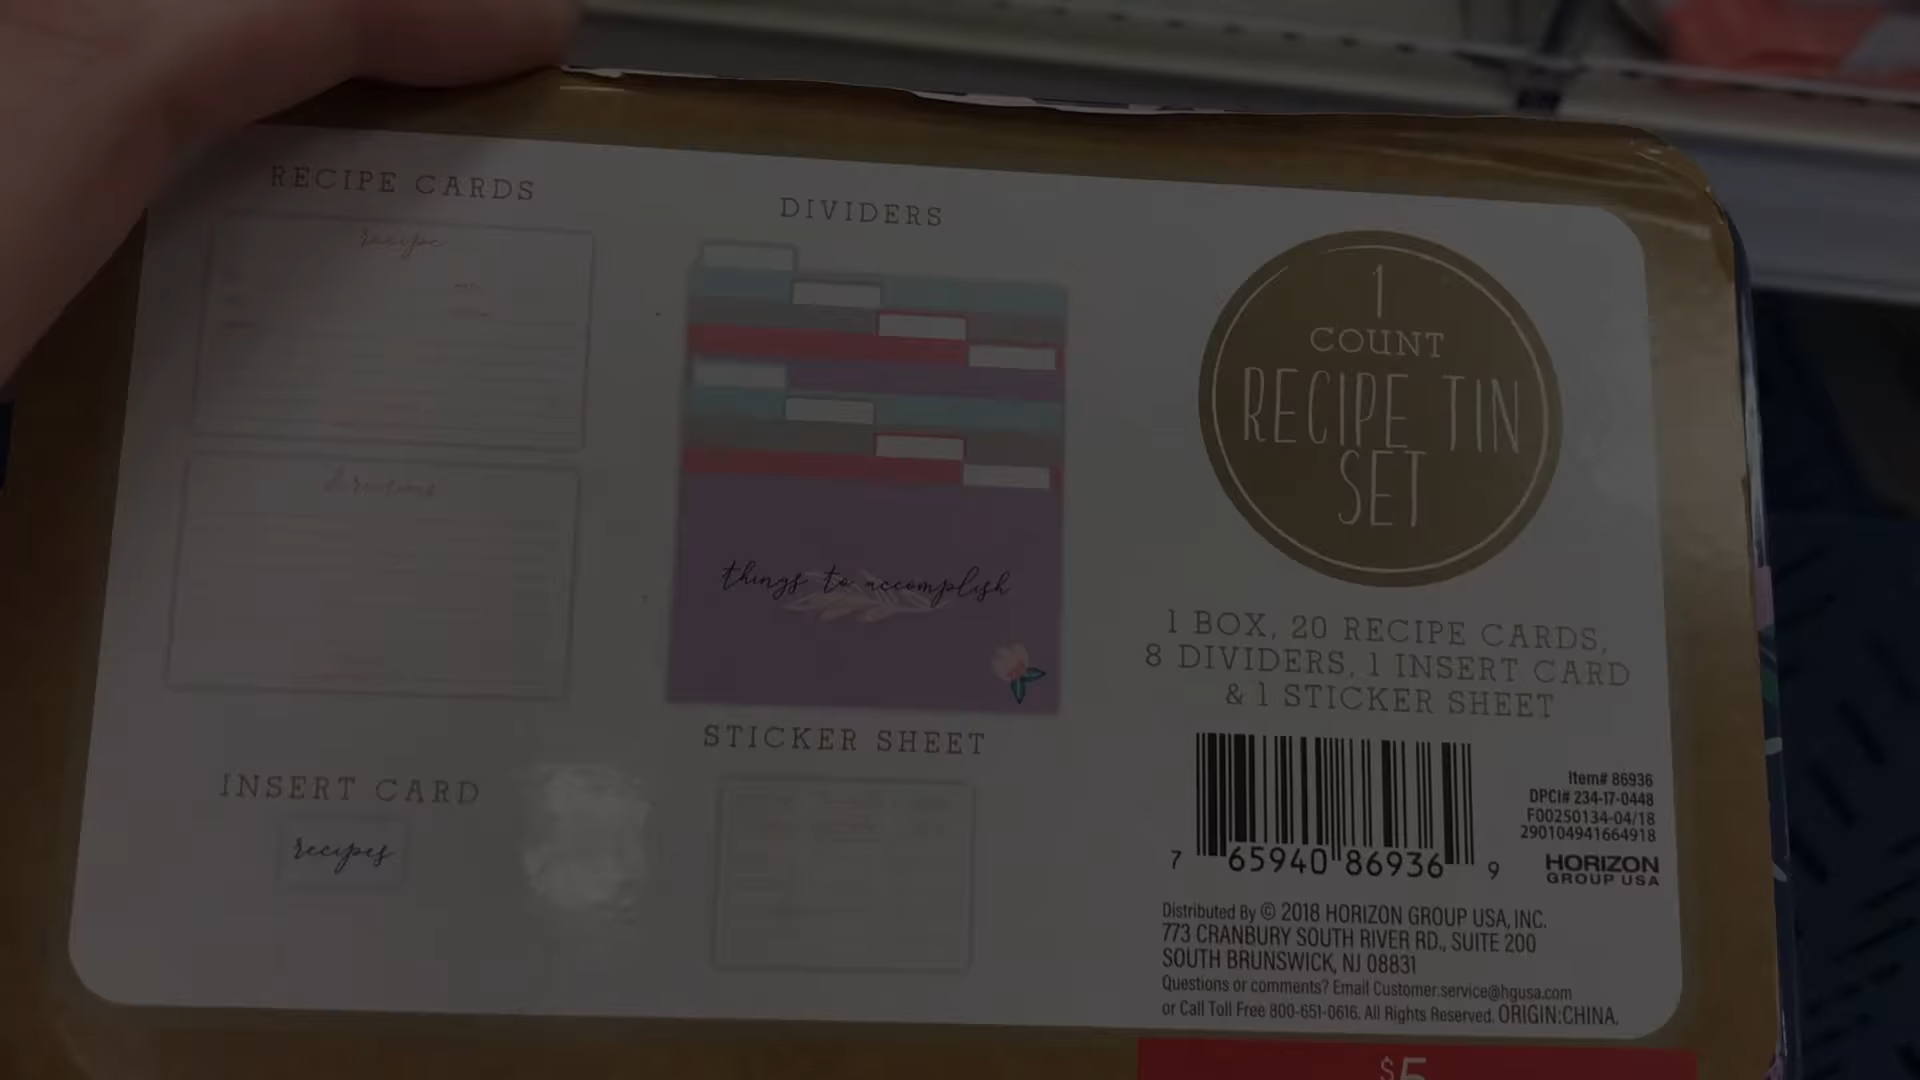 RECIPE CARDS
recipe
directions
INSERT CARD
recipes
DIVIDERS
things to accomplish
STICKER SHEET
1
COUNT
RECIPE TIN
SET
1 BOX, 20 RECIPE CARDS,
8 DIVIDERS, 1 INSERT CARD
& 1 STICKER SHEET
7 65940 86936 9
Item# 86936
DPCI# 234-17-0448
F00250134-04/18
290104941664918
HORIZON
GROUP USA
Distributed By © 2018 HORIZON GROUP USA, INC.
773 CRANBURY SOUTH RIVER RD., SUITE 200
SOUTH BRUNSWICK, NJ 08831
Questions or comments? Email Customer.service@hgusa.com
or Call Toll Free 800-651-0616. All Rights Reserved. ORIGIN:CHINA.
$5